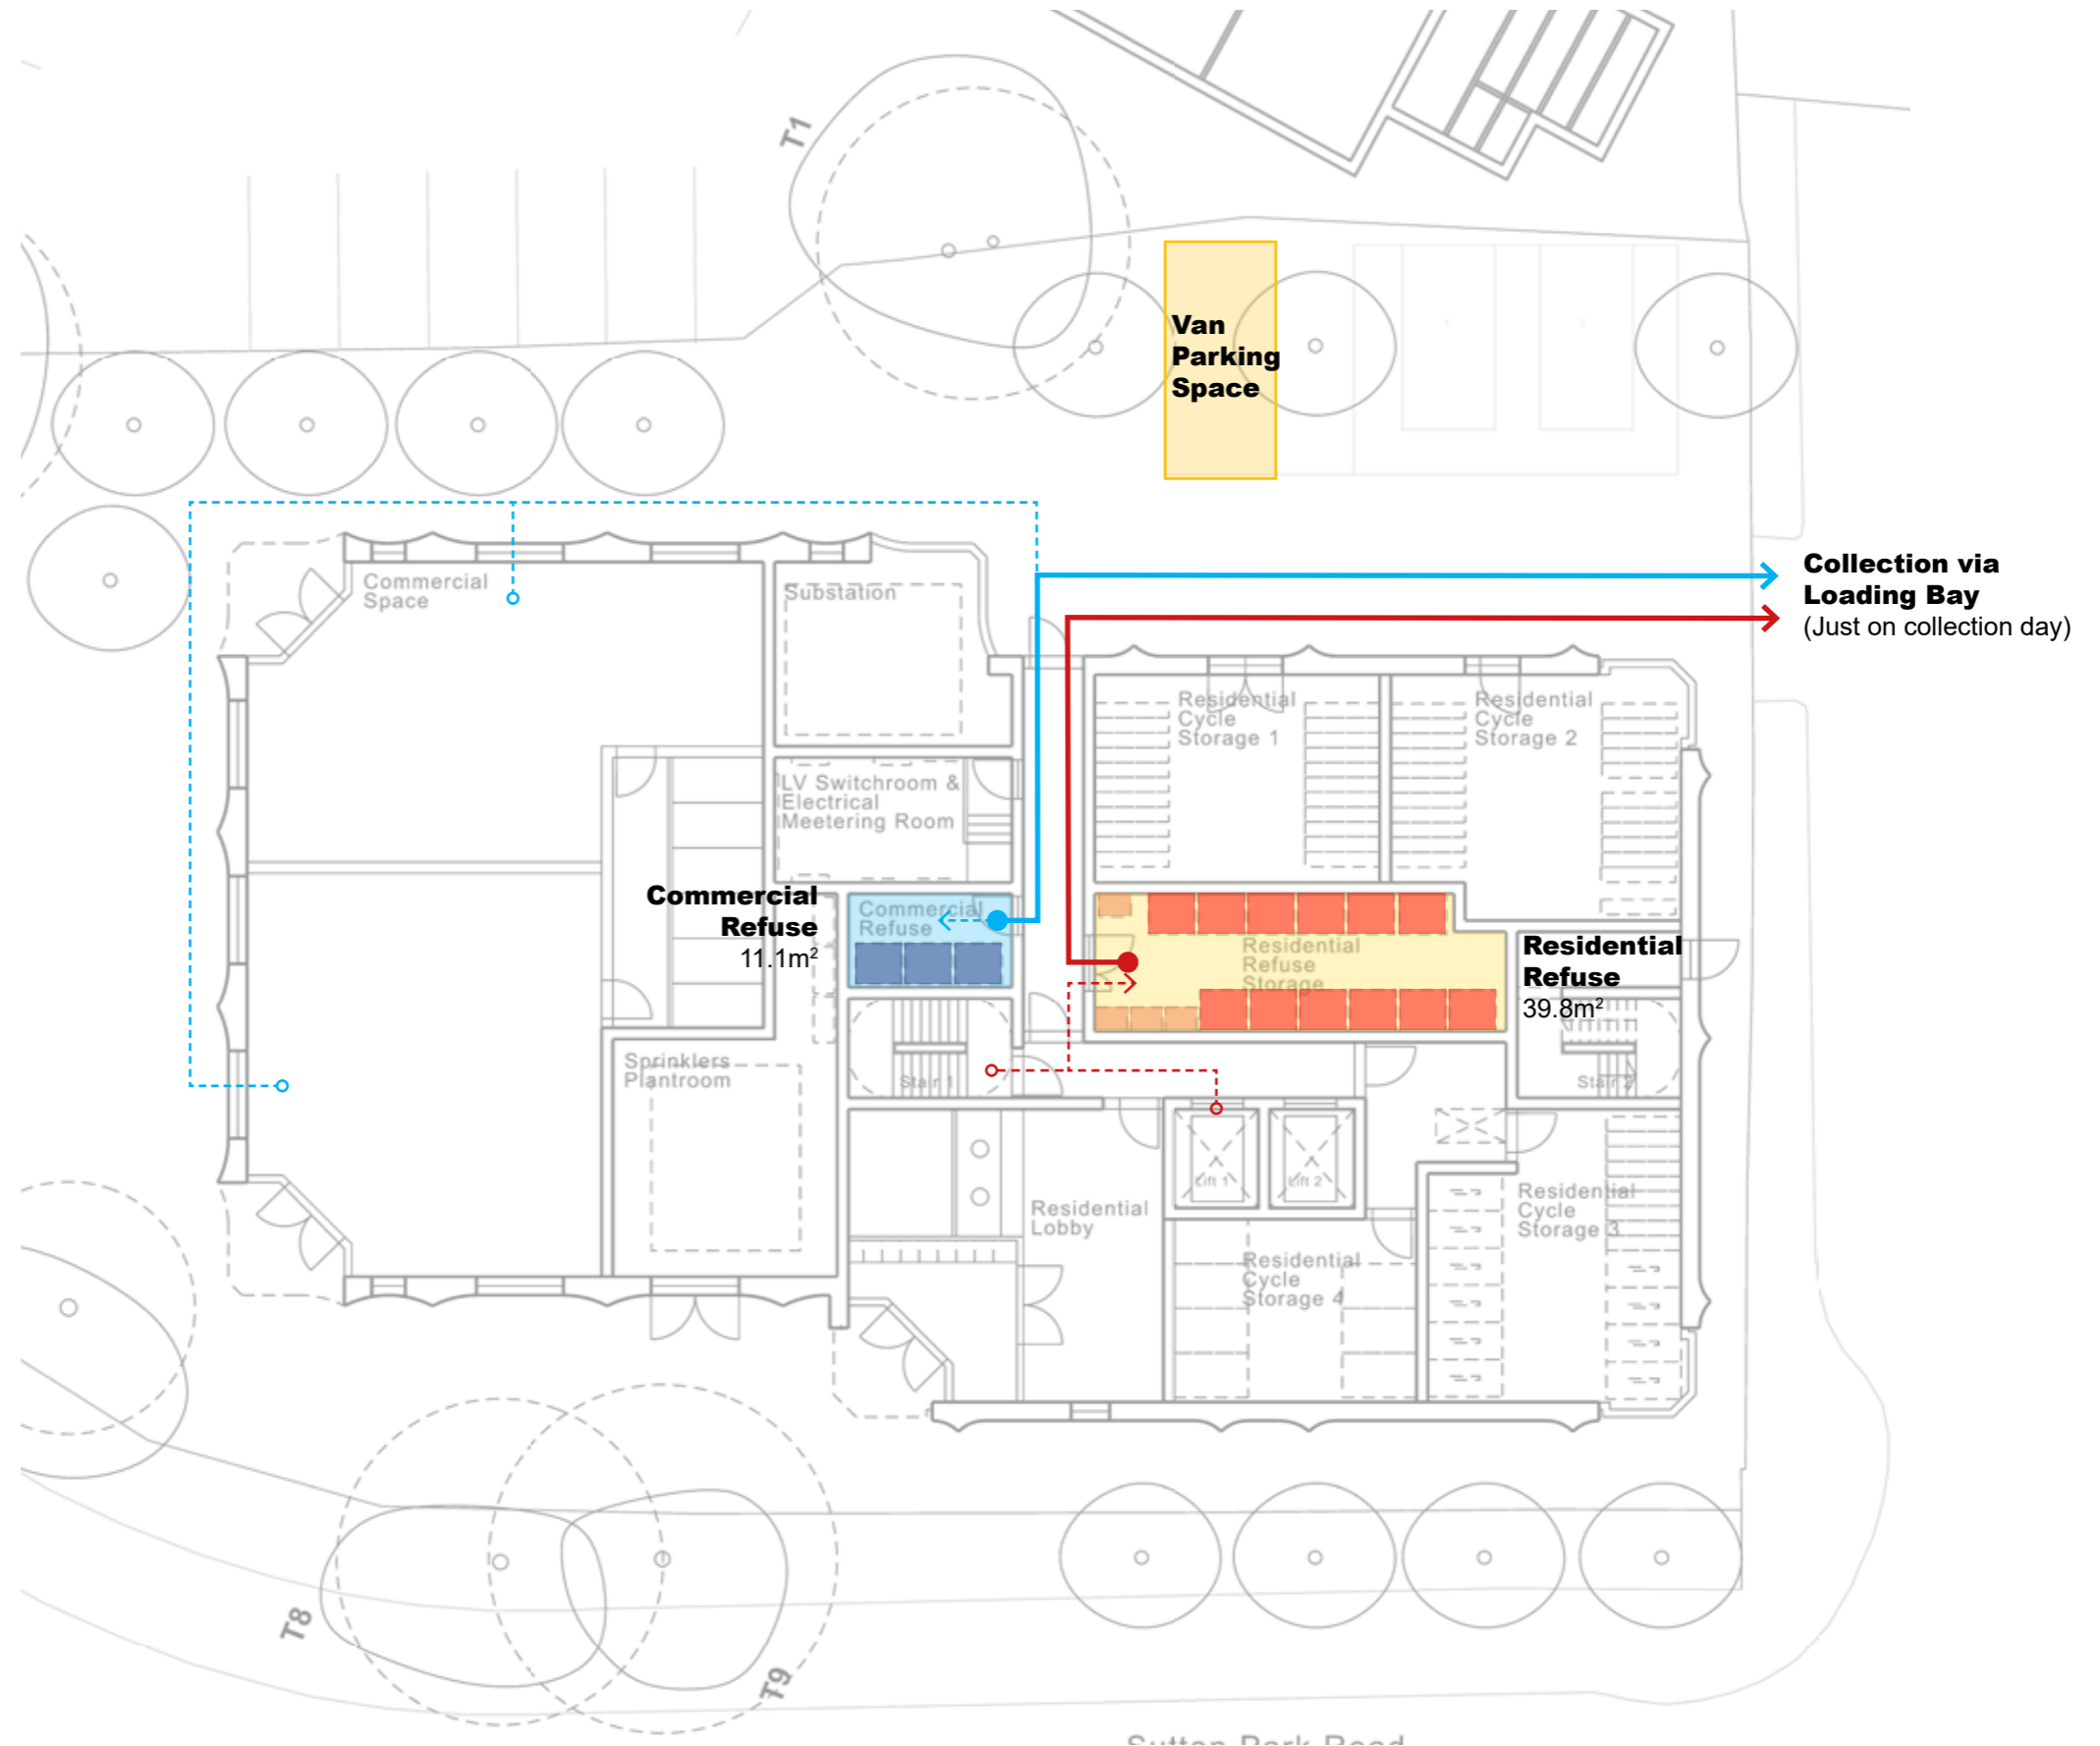 T1
Van
Parking
Space
Collection via
Loading Bay
(Just on collection day)
Commercial
Space
Substation
Residential
Cycle
Storage 1
Residential
Cycle
Storage 2
LV Switchroom &
Electrical
Meetering Room
Commercial
Refuse
11.1m²
Commercial
Refuse
Residential
Refuse
Storage
Residential
Refuse
39.8m²
Sprinklers
Plantroom
Stair 1
Stair 2
Lift 1
Lift 2
Residential
Lobby
Residential
Cycle
Storage 3
Residential
Cycle
Storage 4
T8
T9
Sutton Park Road